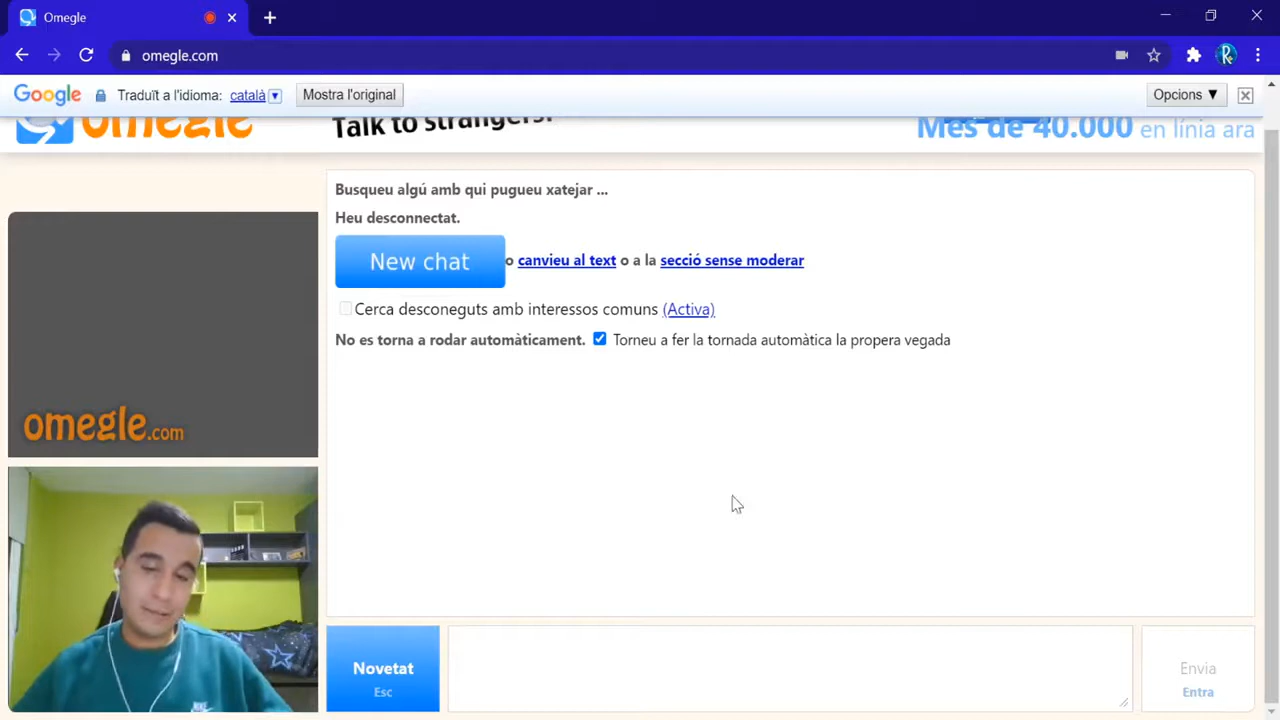 Omegle
omegle.com
Google Traduït a l'idioma: català Mostra l'original Opcions ▼
omegle Talk to strangers! Més de 40.000 en línia ara
Busqueu algú amb qui pugueu xatejar ...
Heu desconnectat.
New chat o canvieu al text o a la secció sense moderar
Cerca desconeguts amb interessos comuns (Activa)
No es torna a rodar automàticament. Torneu a fer la tornada automàtica la propera vegada
omegle.com
Novetat
Esc
Envia
Entra